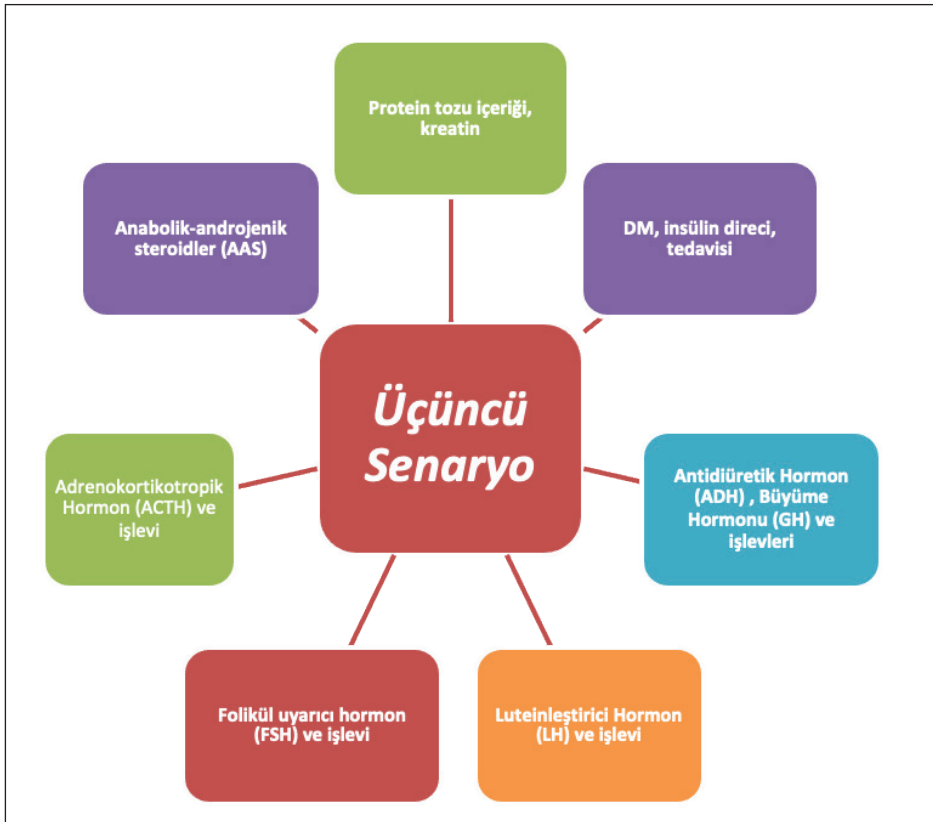 Protein tozu içeriği,
kreatin
Anabolik-androjenik
steroidler (AAS)
DM, insülin direci,
tedavisi
Üçüncü
Senaryo
Adrenokortikotropik
Hormon (ACTH) ve
işlevi
Antidiüretik Hormon
(ADH) , Büyüme
Hormonu (GH) ve
işlevleri
Folikül uyarıcı hormon
(FSH) ve işlevi
Luteinleştirici Hormon
(LH) ve işlevi